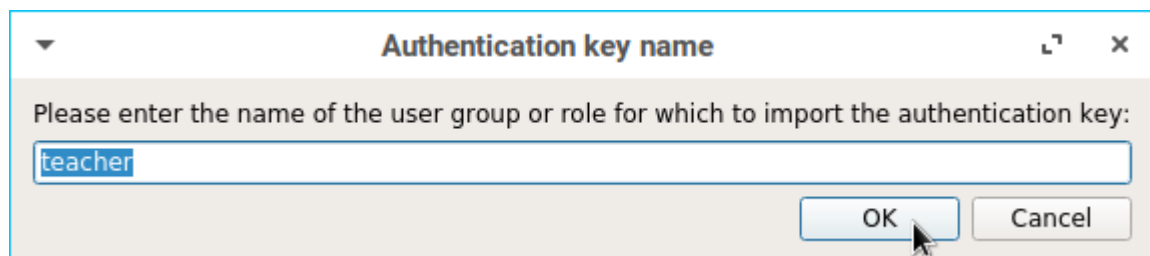 Authentication key name
Please enter the name of the user group or role for which to import the authentication key:
teacher
OK
Cancel